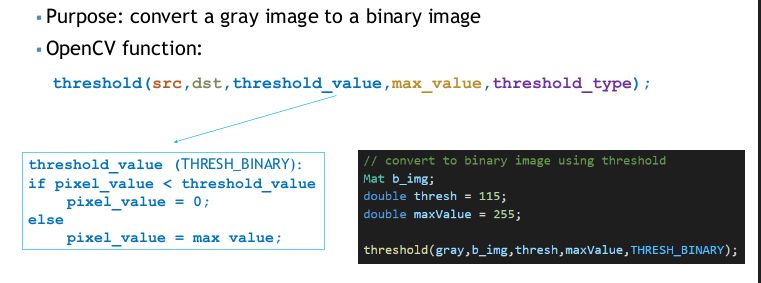 ▪ Purpose: convert a gray image to a binary image
▪ OpenCV function:
threshold(src,dst,threshold_value,max_value,threshold_type);
threshold_value (THRESH_BINARY):
if pixel_value < threshold_value
    pixel_value = 0;
else
    pixel_value = max value;
// convert to binary image using threshold
Mat b_img;
double thresh = 115;
double maxValue = 255;
threshold(gray,b_img,thresh,maxValue,THRESH_BINARY);